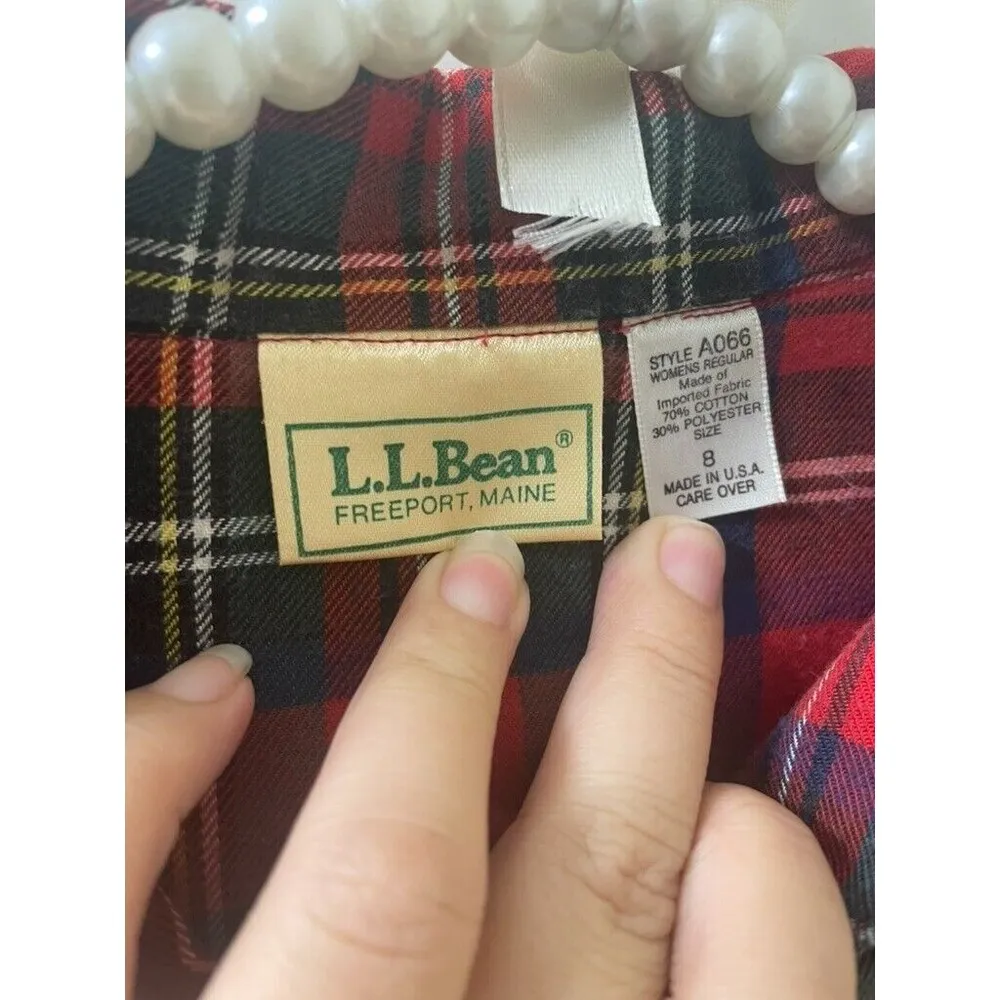 L.L.Bean®
FREEPORT, MAINE
STYLE A066
WOMENS REGULAR
Made of
Imported Fabric
70% COTTON
30% POLYESTER
SIZE
8
MADE IN U.S.A.
CARE OVER